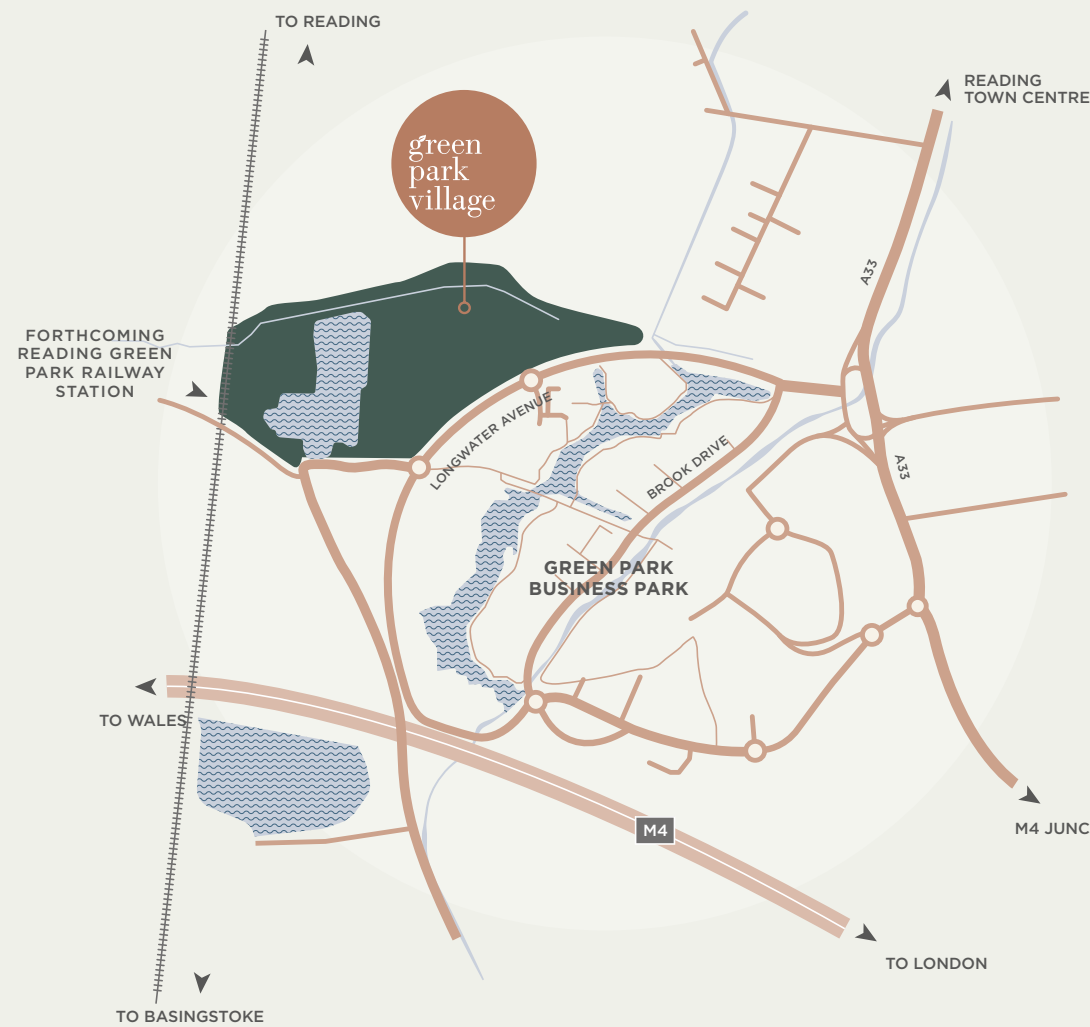 TO READING
READING
TOWN CENTRE
green
park
village
A33
FORTHCOMING
READING GREEN
PARK RAILWAY
STATION
LONGWATER AVENUE
BROOK DRIVE
A33
GREEN PARK
BUSINESS PARK
TO WALES
M4
M4 JUNC
TO LONDON
TO BASINGSTOKE